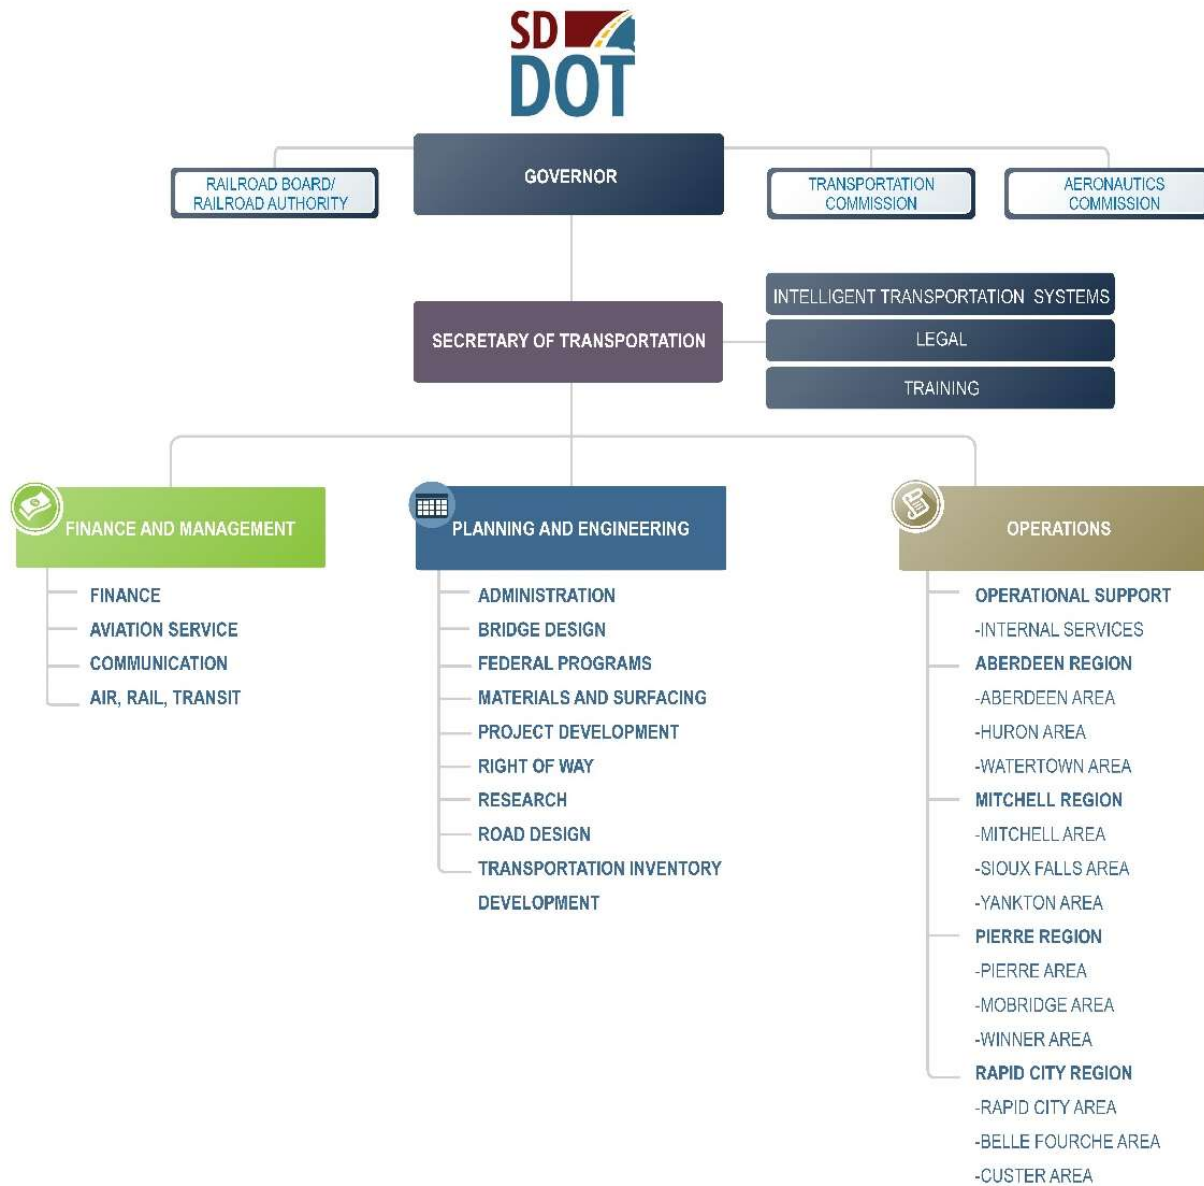 SD
DOT
GOVERNOR
RAILROAD BOARD/
RAILROAD AUTHORITY
TRANSPORTATION
COMMISSION
AERONAUTICS
COMMISSION
SECRETARY OF TRANSPORTATION
INTELLIGENT TRANSPORTATION SYSTEMS
LEGAL
TRAINING
FINANCE AND MANAGEMENT
FINANCE
AVIATION SERVICE
COMMUNICATION
AIR, RAIL, TRANSIT
PLANNING AND ENGINEERING
ADMINISTRATION
BRIDGE DESIGN
FEDERAL PROGRAMS
MATERIALS AND SURFACING
PROJECT DEVELOPMENT
RIGHT OF WAY
RESEARCH
ROAD DESIGN
TRANSPORTATION INVENTORY
DEVELOPMENT
OPERATIONS
OPERATIONAL SUPPORT
-INTERNAL SERVICES
ABERDEEN REGION
-ABERDEEN AREA
-HURON AREA
-WATERTOWN AREA
MITCHELL REGION
-MITCHELL AREA
-SIOUX FALLS AREA
-YANKTON AREA
PIERRE REGION
-PIERRE AREA
-MOBRIDGE AREA
-WINNER AREA
RAPID CITY REGION
-RAPID CITY AREA
-BELLE FOURCHE AREA
-CUSTER AREA